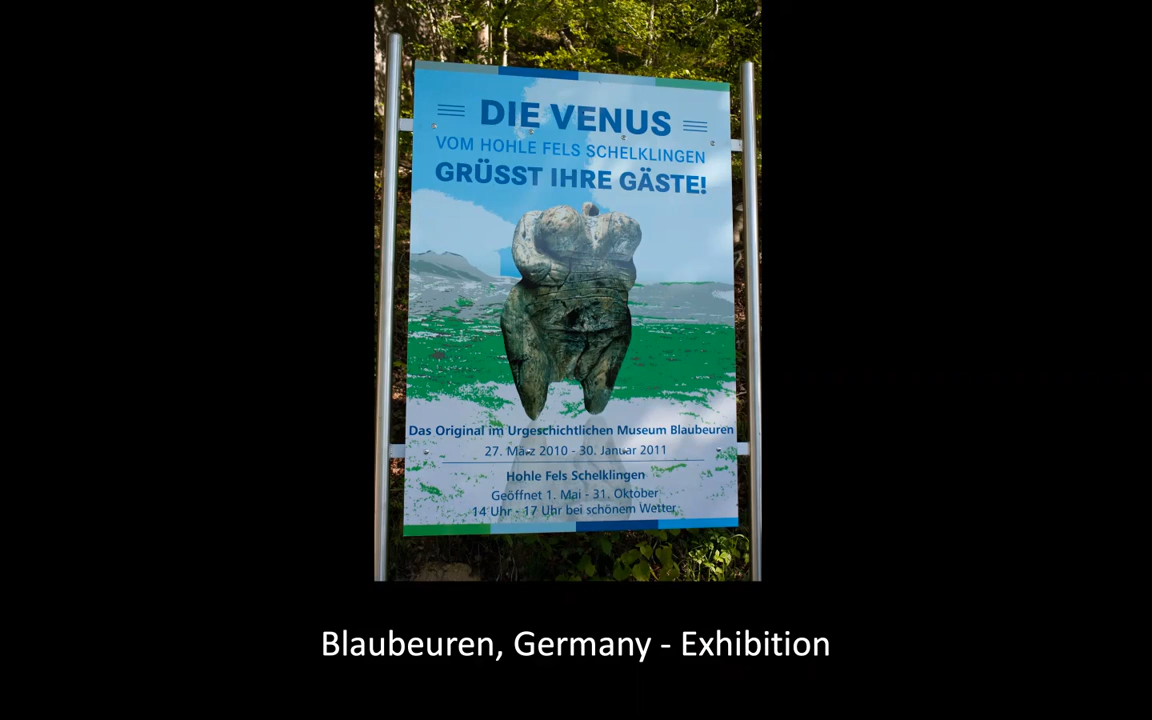 DIE VENUS
VOM HOHLE FELS SCHELKLINGEN
GRÜSST IHRE GÄSTE!
Das Original im Urgeschichtlichen Museum Blaubeuren
27. März 2010 - 30. Januar 2011
Hohle Fels Schelklingen
Geöffnet 1. Mai - 31. Oktober
14 Uhr - 17 Uhr bei schönem Wetter
Blaubeuren, Germany - Exhibition